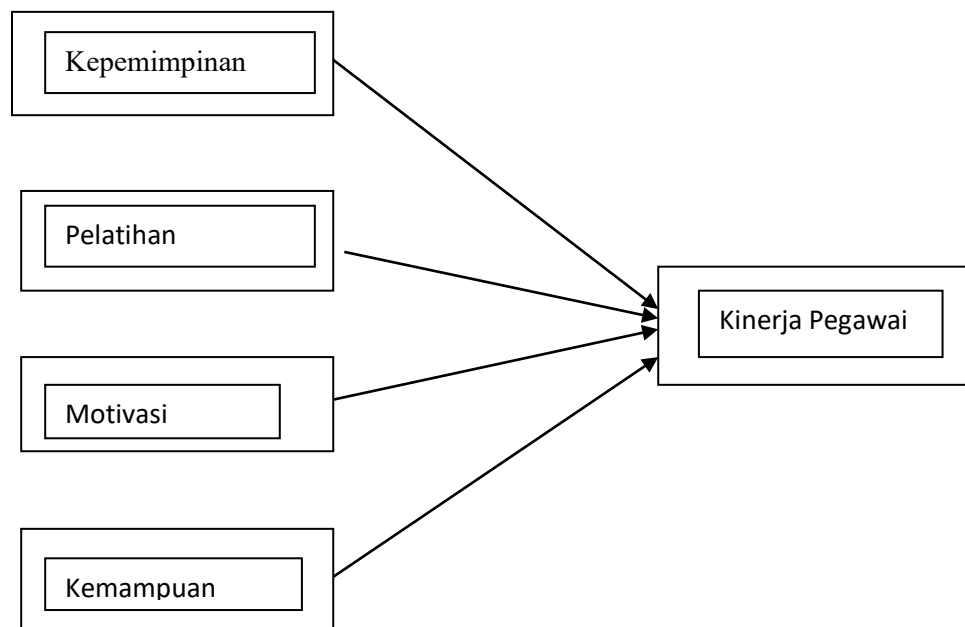 Kepemimpinan
Pelatihan
Kinerja Pegawai
Motivasi
Kemampuan